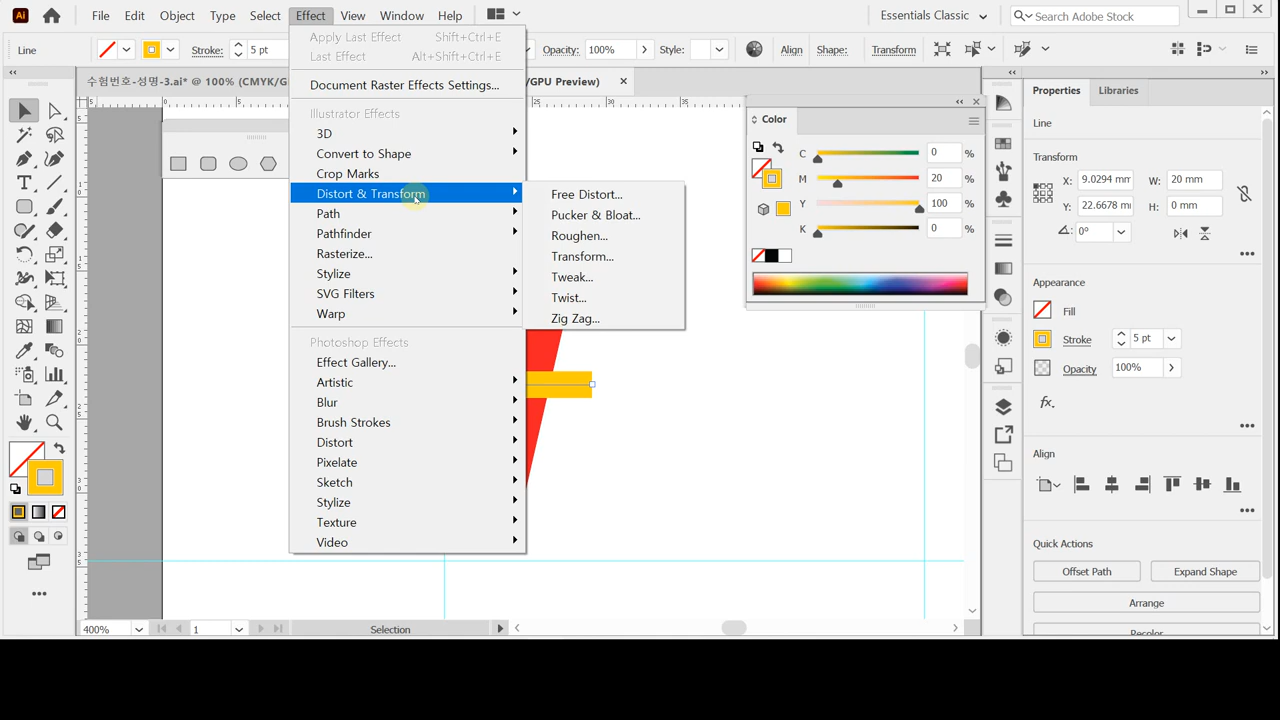 Ai File Edit Object Type Select Effect View Window Help Essentials Classic Search Adobe Stock
Line Stroke: 5 pt Opacity: 100% Style: Align Shape: Transform
수험번호-성명-3.ai* @ 100% (CMYK/G /GPU Preview)
Apply Last Effect Shift+Ctrl+E
Last Effect Alt+Shift+Ctrl+E
Document Raster Effects Settings...
Illustrator Effects
3D
Convert to Shape
Crop Marks
Distort & Transform
Path
Pathfinder
Rasterize...
Stylize
SVG Filters
Warp
Photoshop Effects
Effect Gallery...
Artistic
Blur
Brush Strokes
Distort
Pixelate
Sketch
Stylize
Texture
Video
Free Distort...
Pucker & Bloat...
Roughen...
Transform...
Tweak...
Twist...
Zig Zag...
Color
C 0 %
M 20 %
Y 100 %
K 0 %
Properties Libraries
Line
Transform
X: 9.0294 mm W: 20 mm
Y: 22.6678 m H: 0 mm
0°
Fill
Stroke 5 pt
Opacity 100%
fx.
Align
Quick Actions
Offset Path Expand Shape
Arrange
Recolor
400% 1 Selection